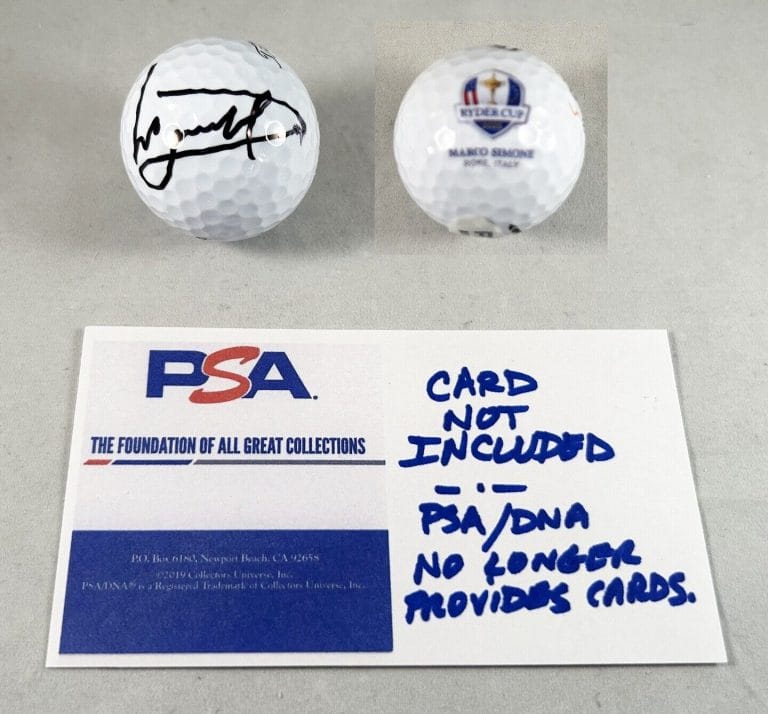 RYDER CUP
MARCO SIMONE
ROME, ITALY
PSA.
THE FOUNDATION OF ALL GREAT COLLECTIONS
P.O. Box 6180, Newport Beach, CA 92658
©2019 Collectors Universe, Inc.
PSA/DNA® is a Registered Trademark of Collectors Universe, Inc.
CARD
NOT
INCLUDED
-.-
PSA/DNA
NO LONGER
PROVIDES CARDS.